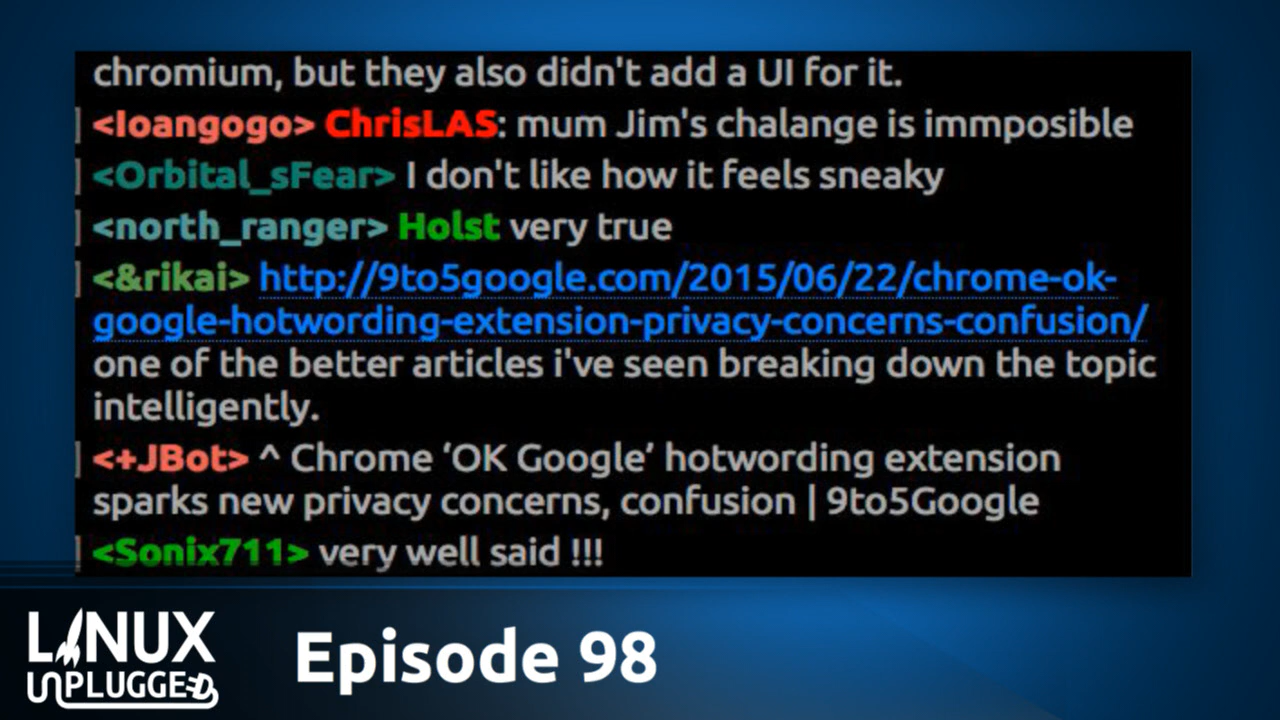 chromium, but they also didn't add a UI for it.
<Ioangogo> ChrisLAS: mum Jim's chalange is immposible
<Orbital_sFear> I don't like how it feels sneaky
<north_ranger> Holst very true
<&rikai> http://9to5google.com/2015/06/22/chrome-ok-
google-hotwording-extension-privacy-concerns-confusion/
one of the better articles i've seen breaking down the topic
intelligently.
<+JBot> ^ Chrome ‘OK Google’ hotwording extension
sparks new privacy concerns, confusion | 9to5Google
<Sonix711> very well said !!!
LINUX
UNPLUGGED
Episode 98